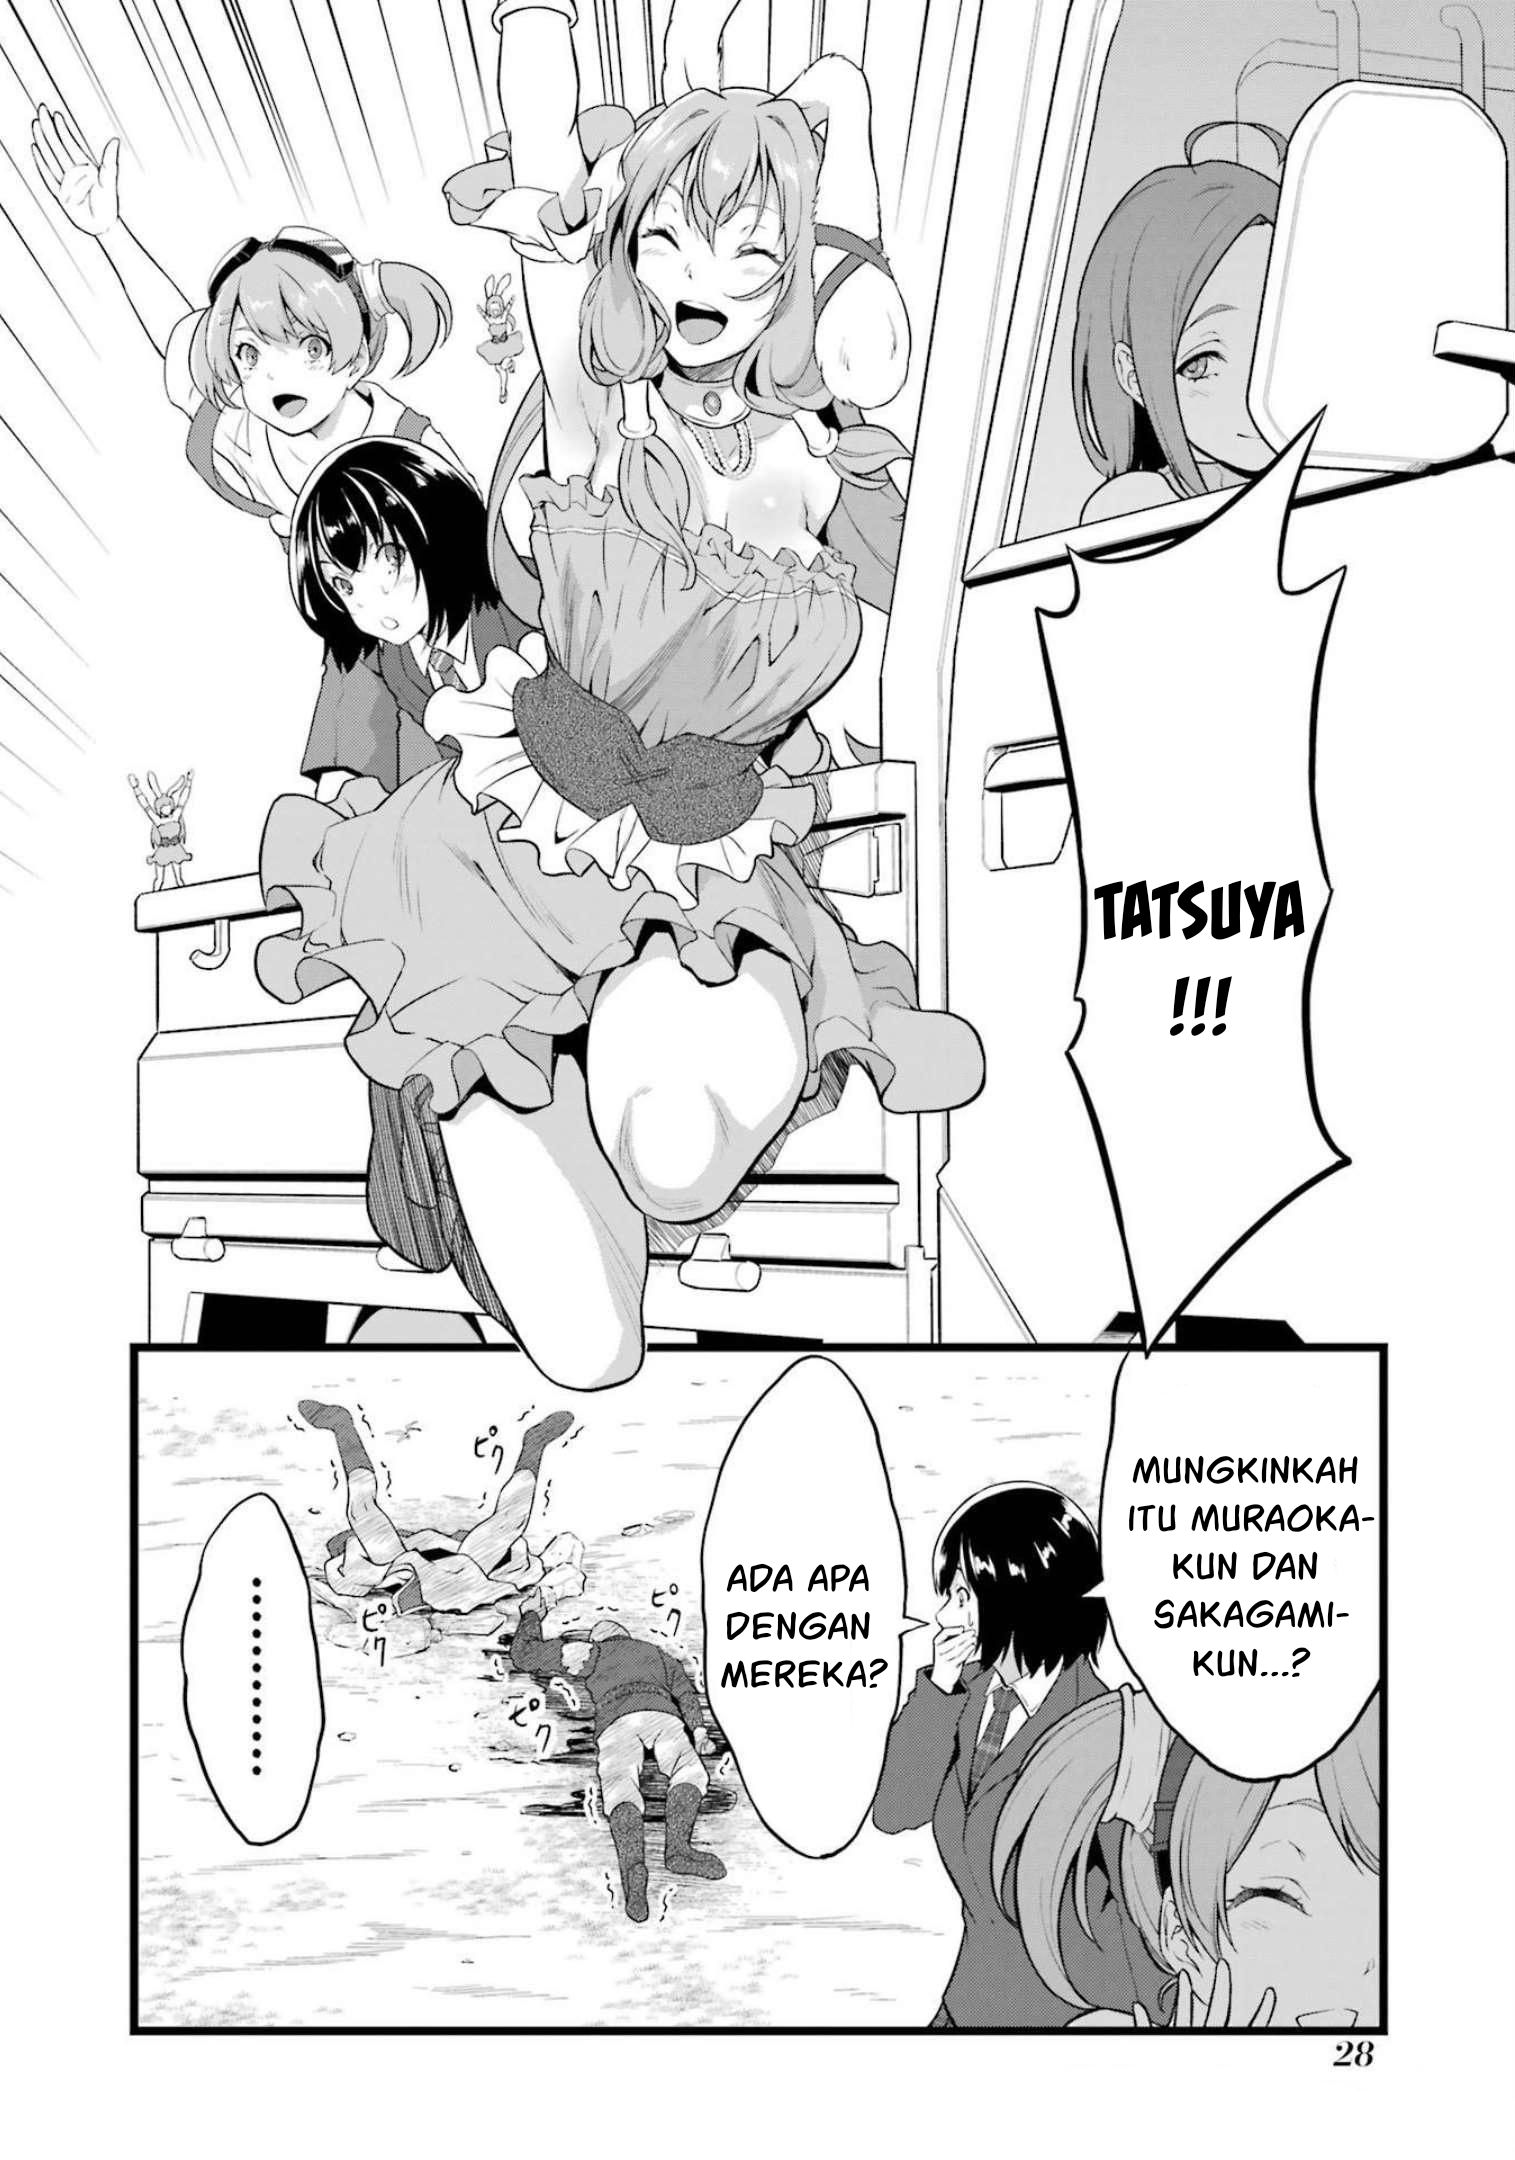 TATSUYA
!!!
MUNGKINKAH
ITU MURAOKA-
KUN DAN
SAKAGAMI-
KUN...?
ADA APA
DENGAN
MEREKA?
ピク
ピク
ピク
ピク
............
28